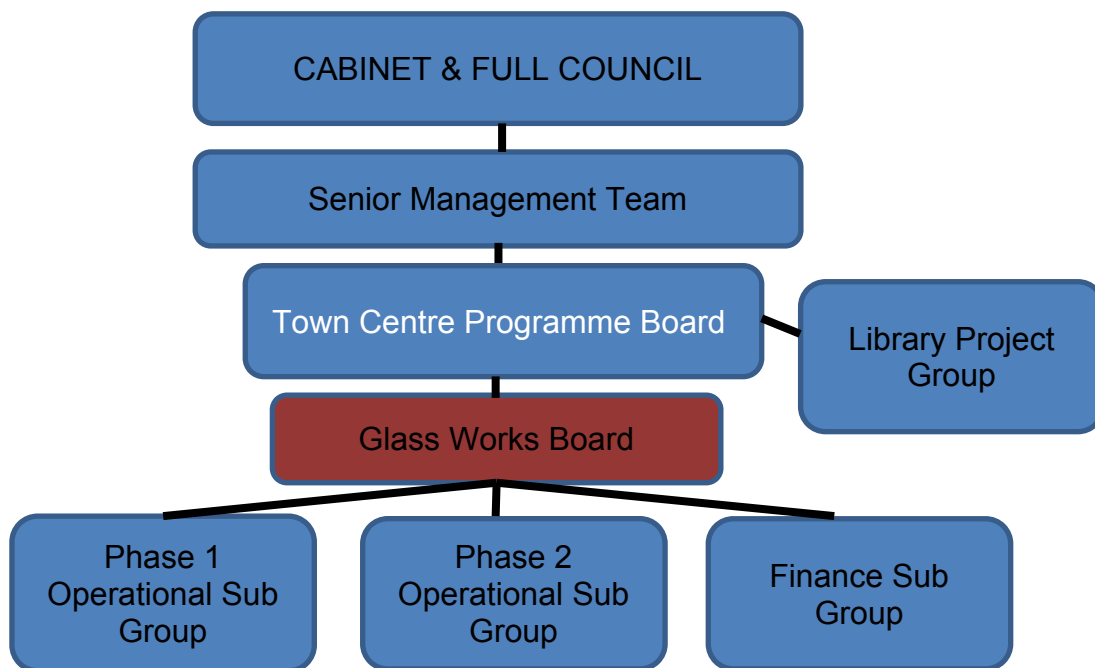 CABINET & FULL COUNCIL
Senior Management Team
Town Centre Programme Board
Library Project
Group
Glass Works Board
Phase 1
Operational Sub
Group
Phase 2
Operational Sub
Group
Finance Sub
Group